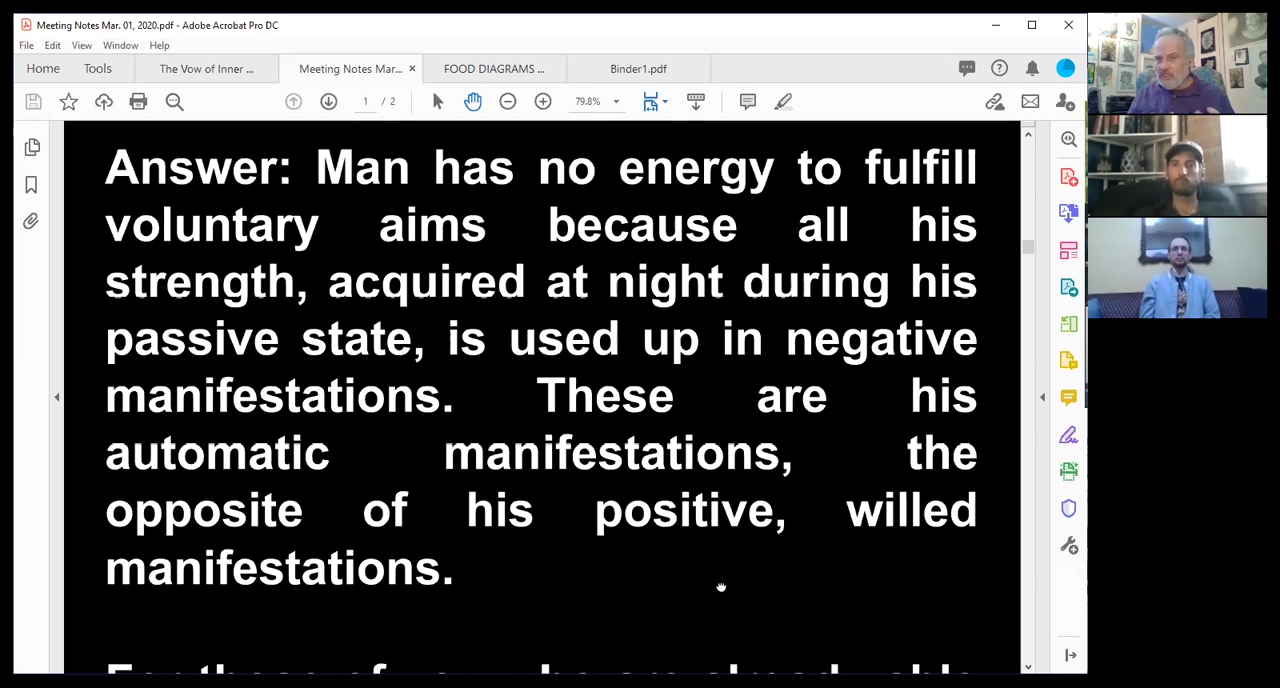 Meeting Notes Mar. 01, 2020.pdf - Adobe Acrobat Pro DC
File Edit View Window Help
Home Tools The Vow of Inner ... Meeting Notes Mar... × FOOD DIAGRAMS ... Binder1.pdf
1 / 2 79.8%
Answer: Man has no energy to fulfill
voluntary aims because all his
strength, acquired at night during his
passive state, is used up in negative
manifestations. These are his
automatic manifestations, the
opposite of his positive, willed
manifestations.